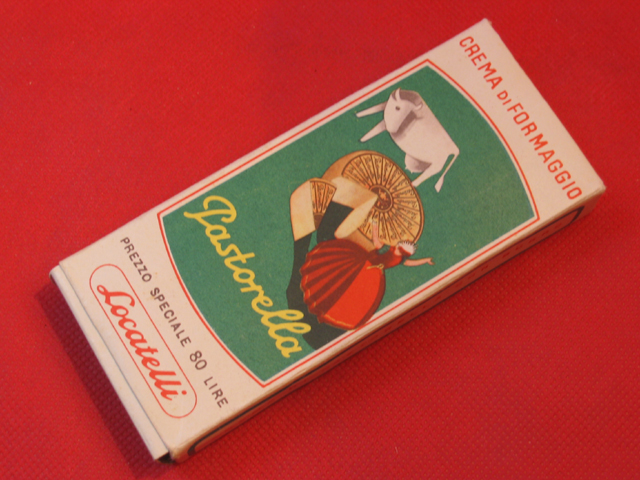 CREMA DI FORMAGGIO
Pastorella
PREZZO SPECIALE 80 LIRE
Locatelli